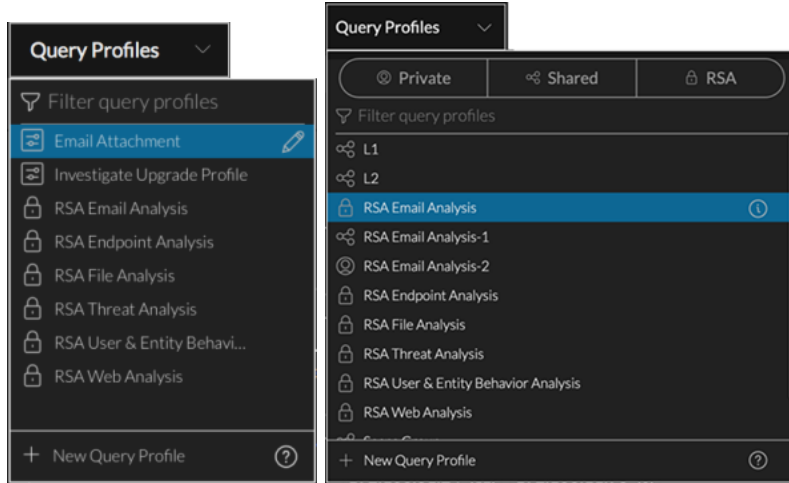 Query Profiles
Filter query profiles
Email Attachment
Investigate Upgrade Profile
RSA Email Analysis
RSA Endpoint Analysis
RSA File Analysis
RSA Threat Analysis
RSA User & Entity Behavi...
RSA Web Analysis
+ New Query Profile ?
Query Profiles
Private Shared RSA
Filter query profiles
L1
L2
RSA Email Analysis
RSA Email Analysis-1
RSA Email Analysis-2
RSA Endpoint Analysis
RSA File Analysis
RSA Threat Analysis
RSA User & Entity Behavior Analysis
RSA Web Analysis
+ New Query Profile ?